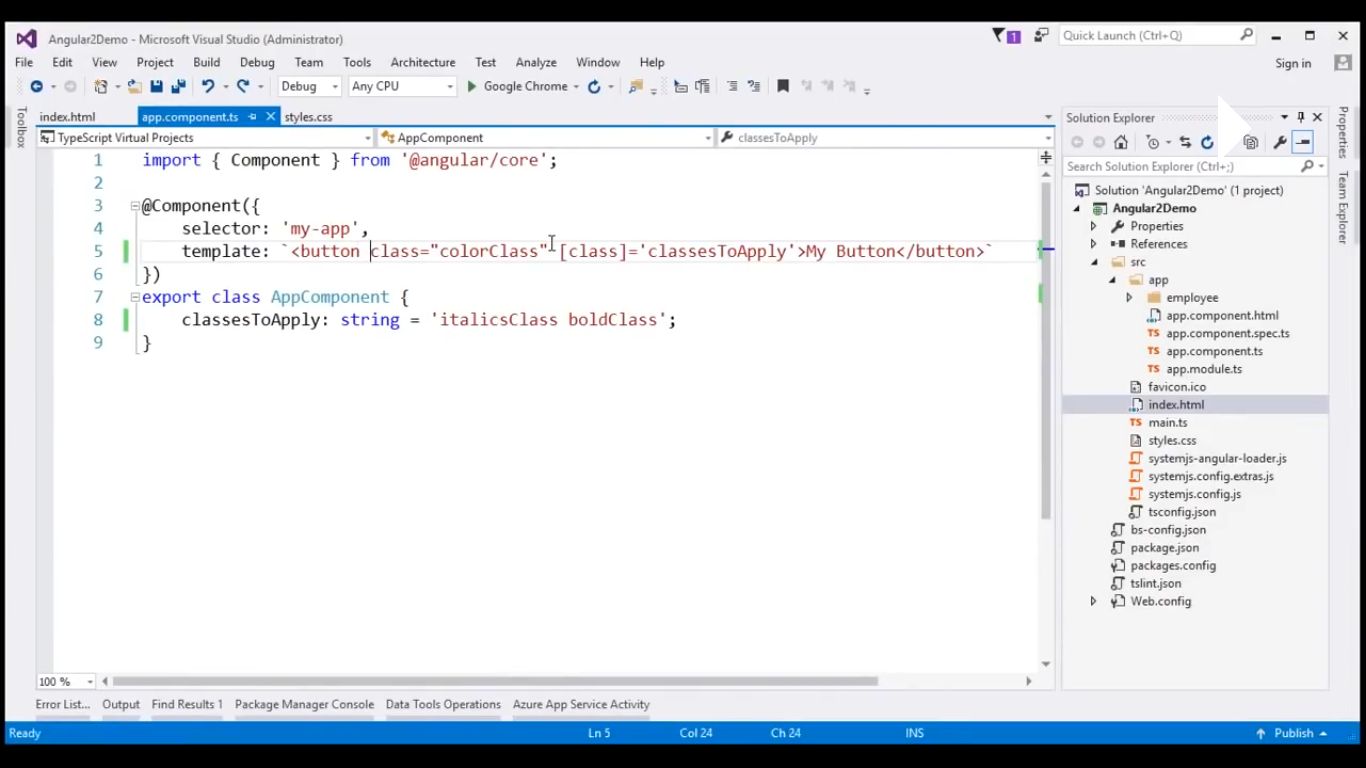 Angular2Demo - Microsoft Visual Studio (Administrator)
1
Quick Launch (Ctrl+Q)
File Edit View Project Build Debug Team Tools Architecture Test Analyze Window Help
Sign in
Debug Any CPU Google Chrome
Toolbox
index.html app.component.ts styles.css
TypeScript Virtual Projects AppComponent classesToApply
1 import { Component } from '@angular/core';
2
3 @Component({
4 selector: 'my-app',
5 template: `<button class="colorClass" [class]='classesToApply'>My Button</button>`
6 })
7 export class AppComponent {
8 classesToApply: string = 'italicsClass boldClass';
9 }
100 %
Solution Explorer
Search Solution Explorer (Ctrl+;)
Solution 'Angular2Demo' (1 project)
Angular2Demo
Properties
References
src
app
employee
app.component.html
TS app.component.spec.ts
TS app.component.ts
TS app.module.ts
favicon.ico
index.html
TS main.ts
styles.css
systemjs-angular-loader.js
systemjs.config.extras.js
systemjs.config.js
tsconfig.json
bs-config.json
package.json
packages.config
tslint.json
Web.config
Properties
Team Explorer
Error List... Output Find Results 1 Package Manager Console Data Tools Operations Azure App Service Activity
Ready Ln 5 Col 24 Ch 24 INS Publish